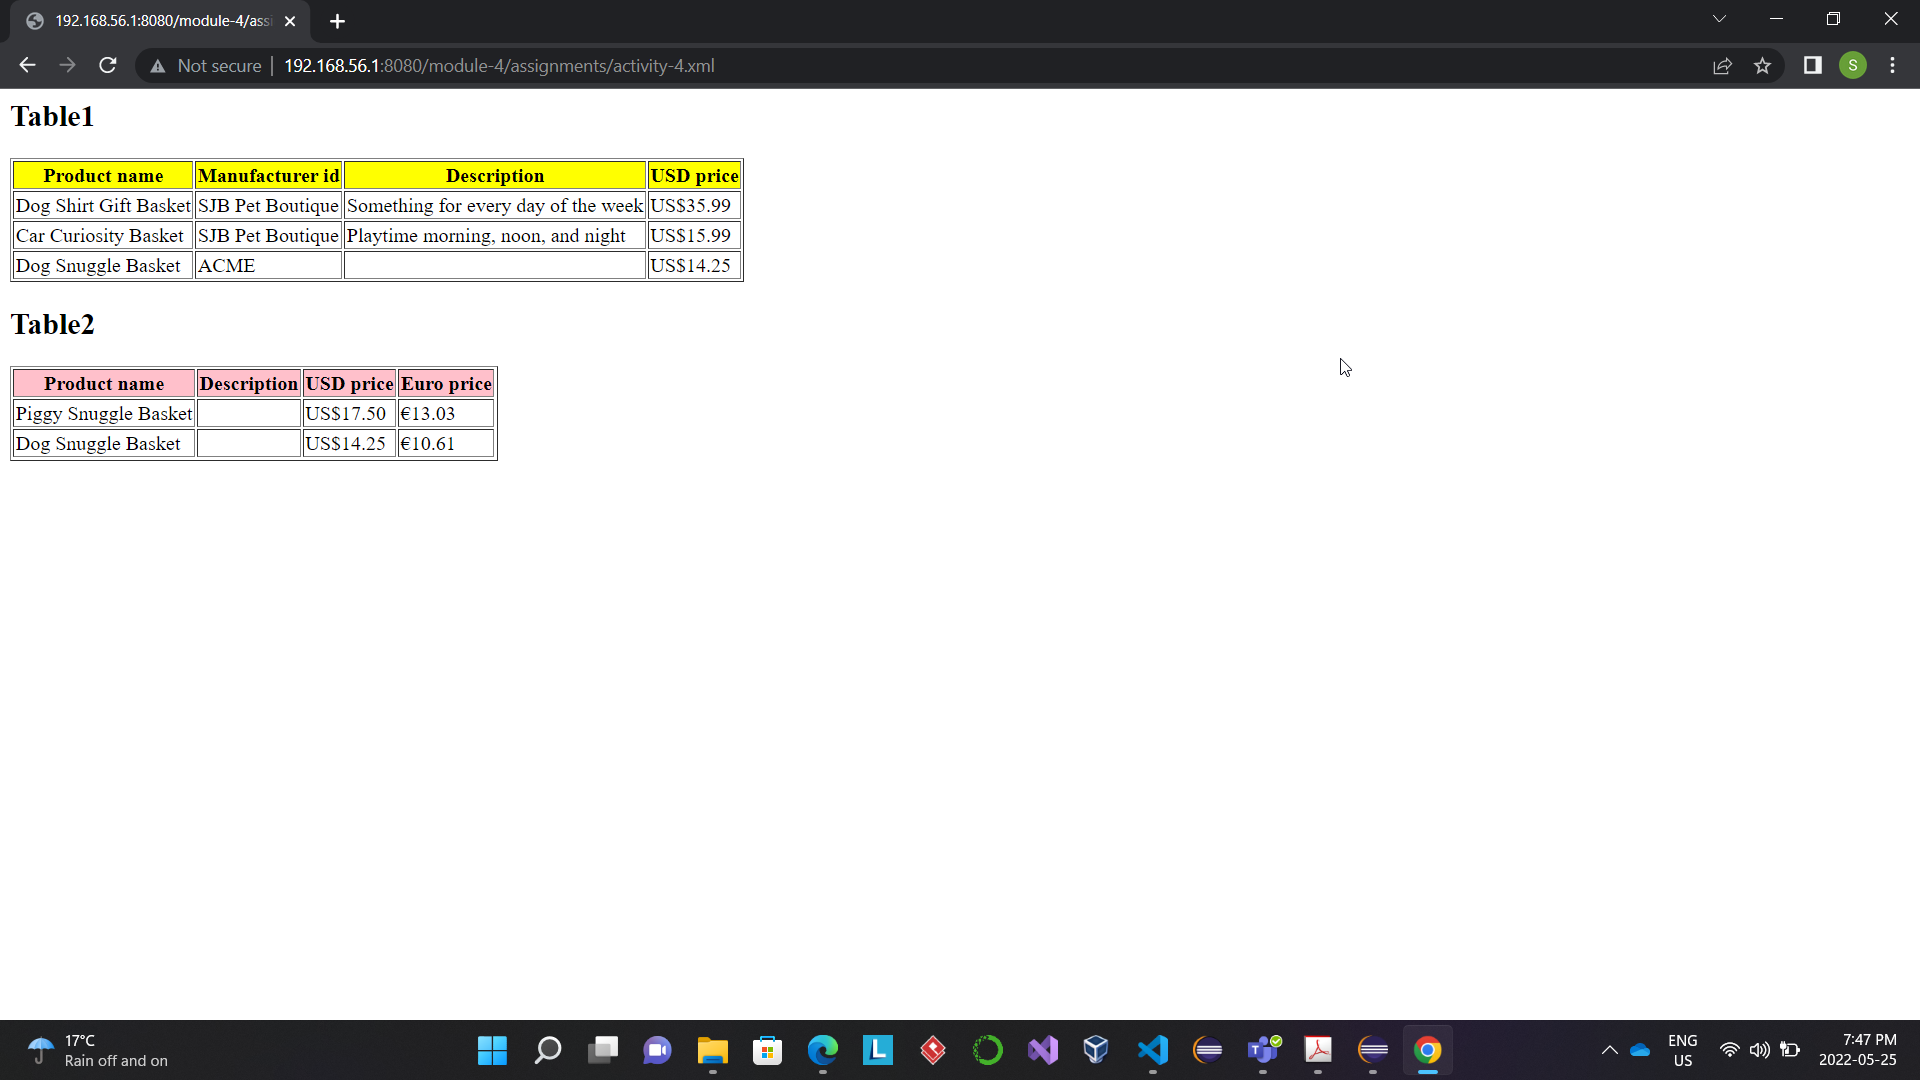 192.168.56.1:8080/module-4/assi
Not secure | 192.168.56.1:8080/module-4/assignments/activity-4.xml
S
Table1
Product name Manufacturer id Description USD price
Dog Shirt Gift Basket SJB Pet Boutique Something for every day of the week US$35.99
Car Curiosity Basket SJB Pet Boutique Playtime morning, noon, and night US$15.99
Dog Snuggle Basket ACME US$14.25
Table2
Product name Description USD price Euro price
Piggy Snuggle Basket US$17.50 €13.03
Dog Snuggle Basket US$14.25 €10.61
17°C
Rain off and on
L
T
ENG
US
7:47 PM
2022-05-25